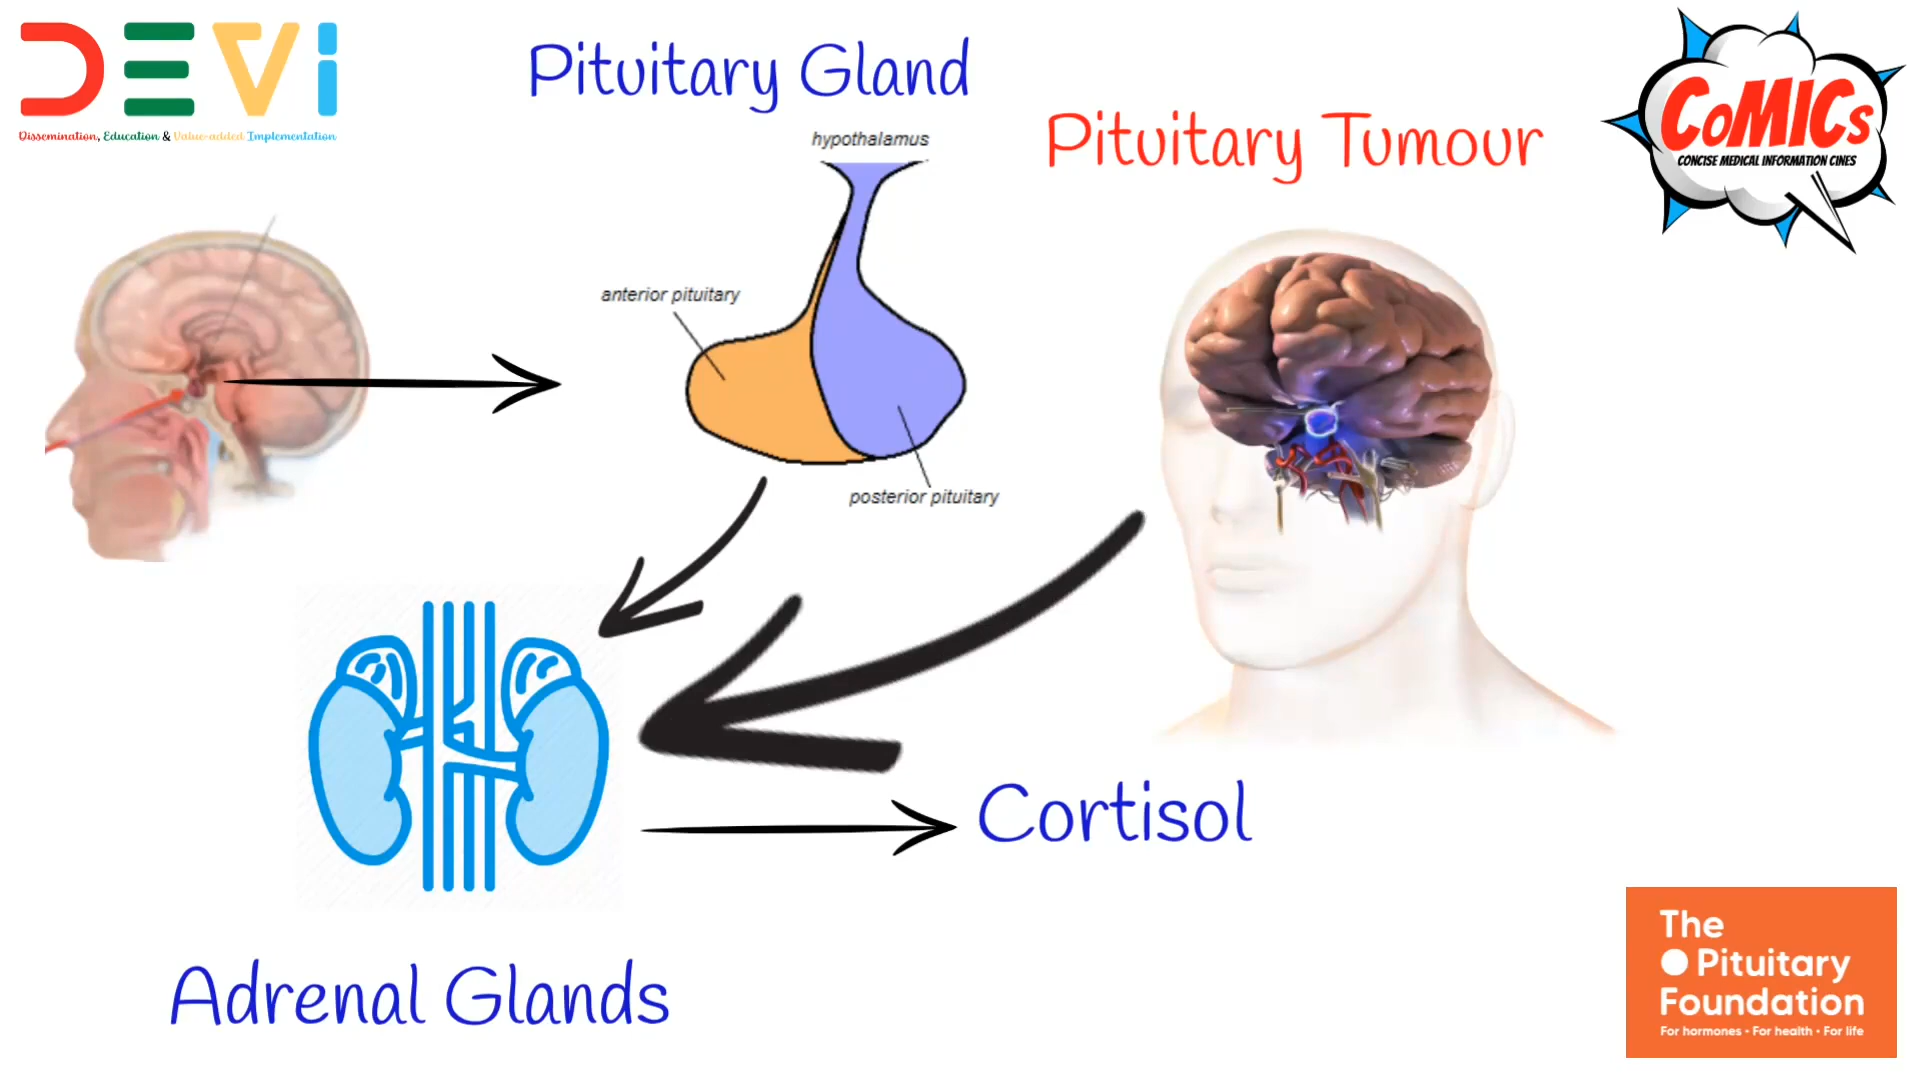 DEVi
Dissemination, Education & Value-added Implementation
Pituitary Gland
hypothalamus
Pituitary Tumour
CoMICs
CONCISE MEDICAL INFORMATION CINES
anterior pituitary
posterior pituitary
Cortisol
Adrenal Glands
The
Pituitary
Foundation
For hormones • For health • For life